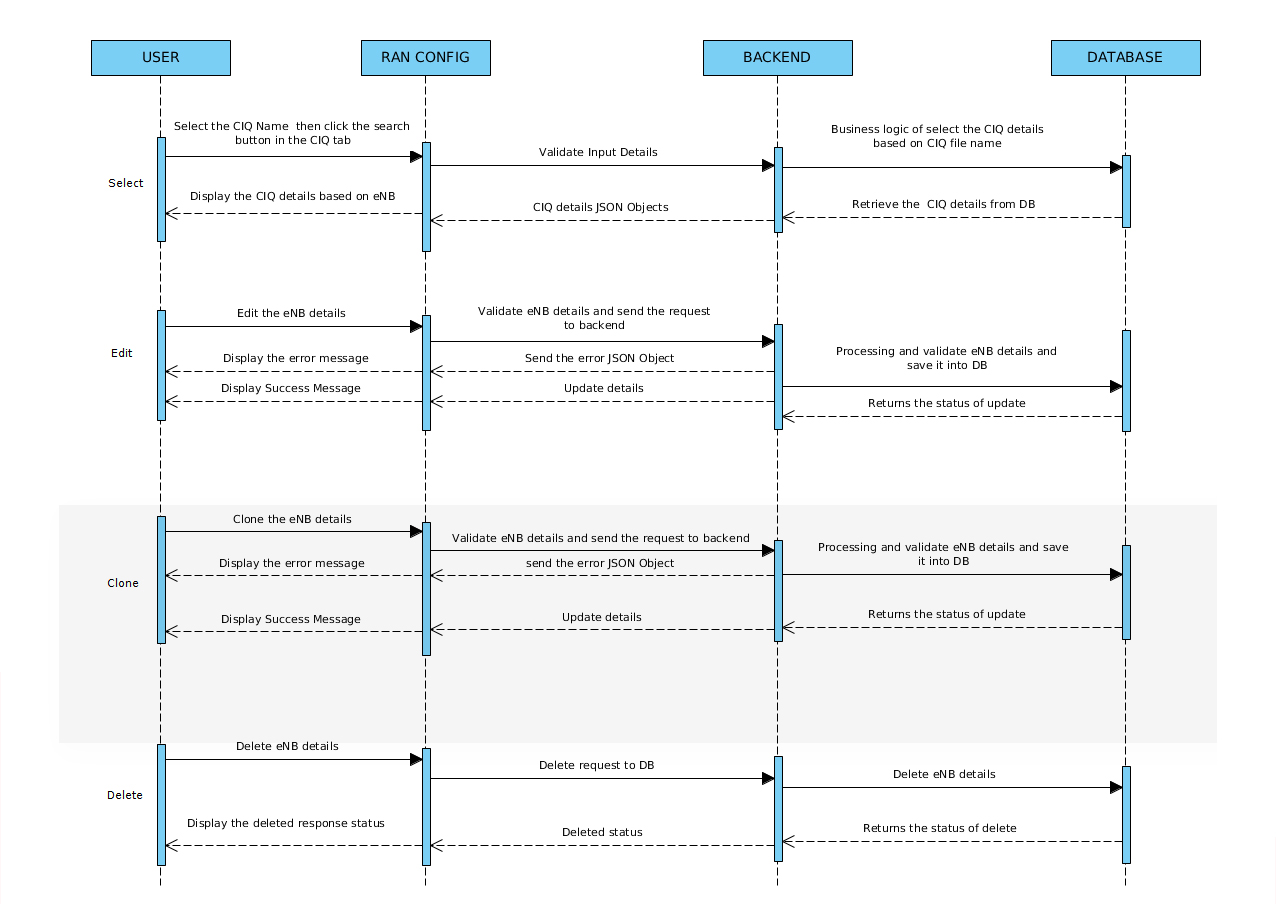 USER
RAN CONFIG
BACKEND
DATABASE
Select the CIQ Name  then click the search
button in the CIQ tab
Validate Input Details
Business logic of select the CIQ details
based on CIQ file name
Select
Display the CIQ details based on eNB
CIQ details JSON Objects
Retrieve the  CIQ details from DB
Edit the eNB details
Validate eNB details and send the request
to backend
Edit
Display the error message
Send the error JSON Object
Processing and validate eNB details and
save it into DB
Display Success Message
Update details
Returns the status of update
Clone the eNB details
Validate eNB details and send the request to backend
Processing and validate eNB details and save
it into DB
Clone
Display the error message
send the error JSON Object
Display Success Message
Update details
Returns the status of update
Delete eNB details
Delete request to DB
Delete eNB details
Delete
Display the deleted response status
Deleted status
Returns the status of delete